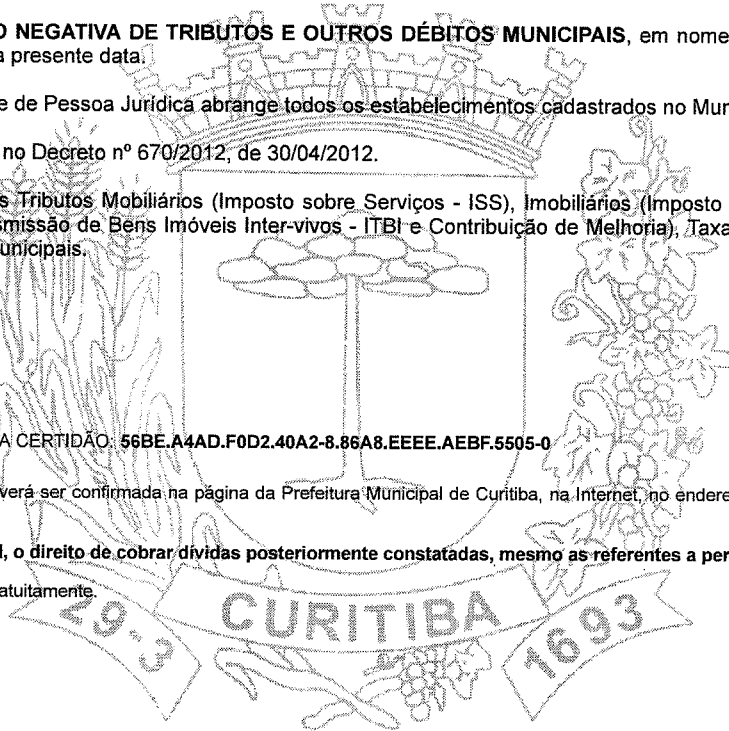 O NEGATIVA DE TRIBUTOS E OUTROS DÉBITOS MUNICIPAIS, em nome
a presente data.
e de Pessoa Jurídica abrange todos os estabelecimentos cadastrados no Mun
no Decreto nº 670/2012, de 30/04/2012.
s Tributos Mobiliários (Imposto sobre Serviços - ISS), Imobiliários (Imposto
smissão de Bens Imóveis Inter-vivos - ITBI e Contribuição de Melhoria), Taxa
unicipais.
A CERTIDÃO: 56BE.A4AD.F0D2.40A2-8.86A8.EEEE.AEBF.5505-0
verá ser confirmada na página da Prefeitura Municipal de Curitiba, na Internet, no endere
l, o direito de cobrar dívidas posteriormente constatadas, mesmo as referentes a per
atuitamente.
29-3 CURITIBA 1693